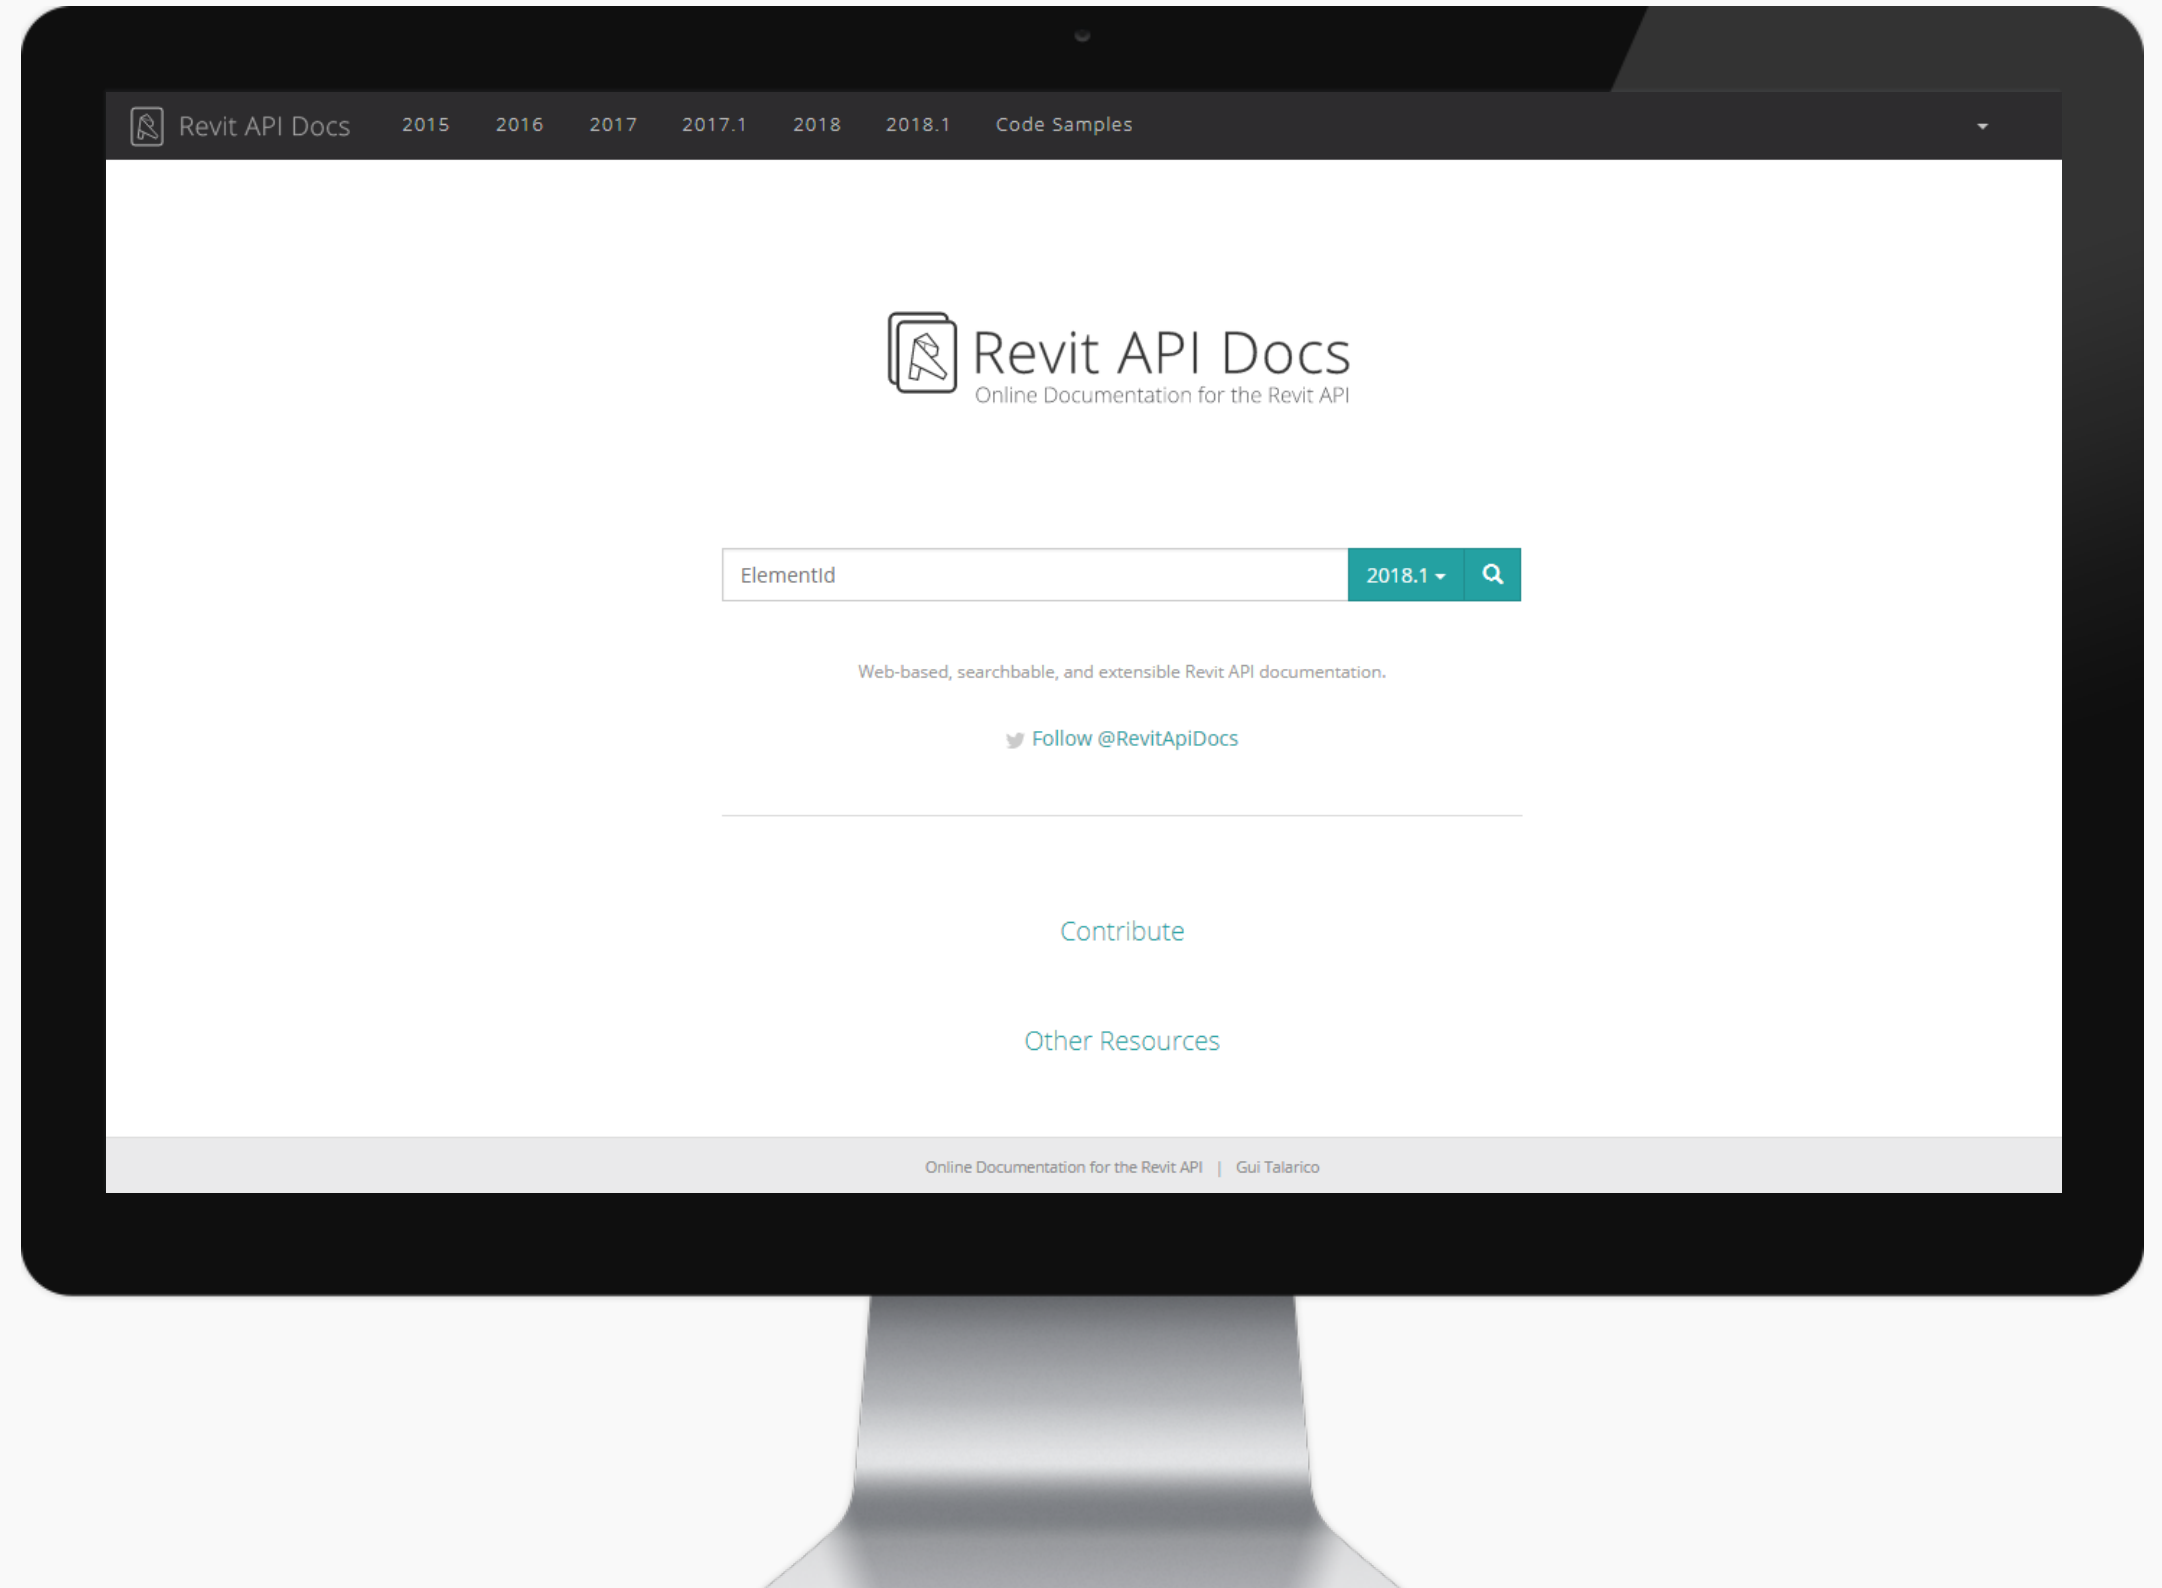 Revit API Docs 2015 2016 2017 2017.1 2018 2018.1 Code Samples
Revit API Docs
Online Documentation for the Revit API
ElementId 2018.1
Web-based, searchbable, and extensible Revit API documentation.
Follow @RevitApiDocs
Contribute
Other Resources
Online Documentation for the Revit API | Gui Talarico